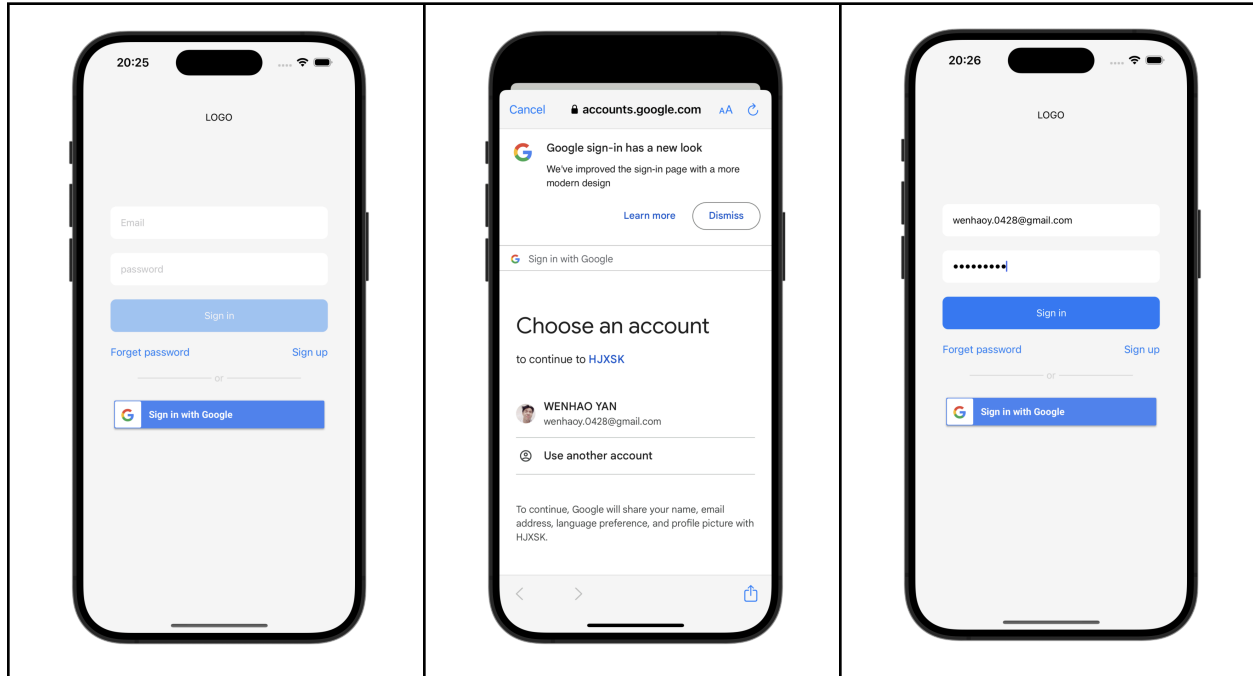 20:25
LOGO
Email
password
Sign in
Forget password Sign up
or
Sign in with Google
Cancel accounts.google.com AA
Google sign-in has a new look
We've improved the sign-in page with a more
modern design
Learn more Dismiss
Sign in with Google
Choose an account
to continue to HJXSK
WENHAO YAN
wenhaoy.0428@gmail.com
Use another account
To continue, Google will share your name, email
address, language preference, and profile picture with
HJXSK.
20:26
LOGO
wenhaoy.0428@gmail.com
•••••••••
Sign in
Forget password Sign up
or
Sign in with Google